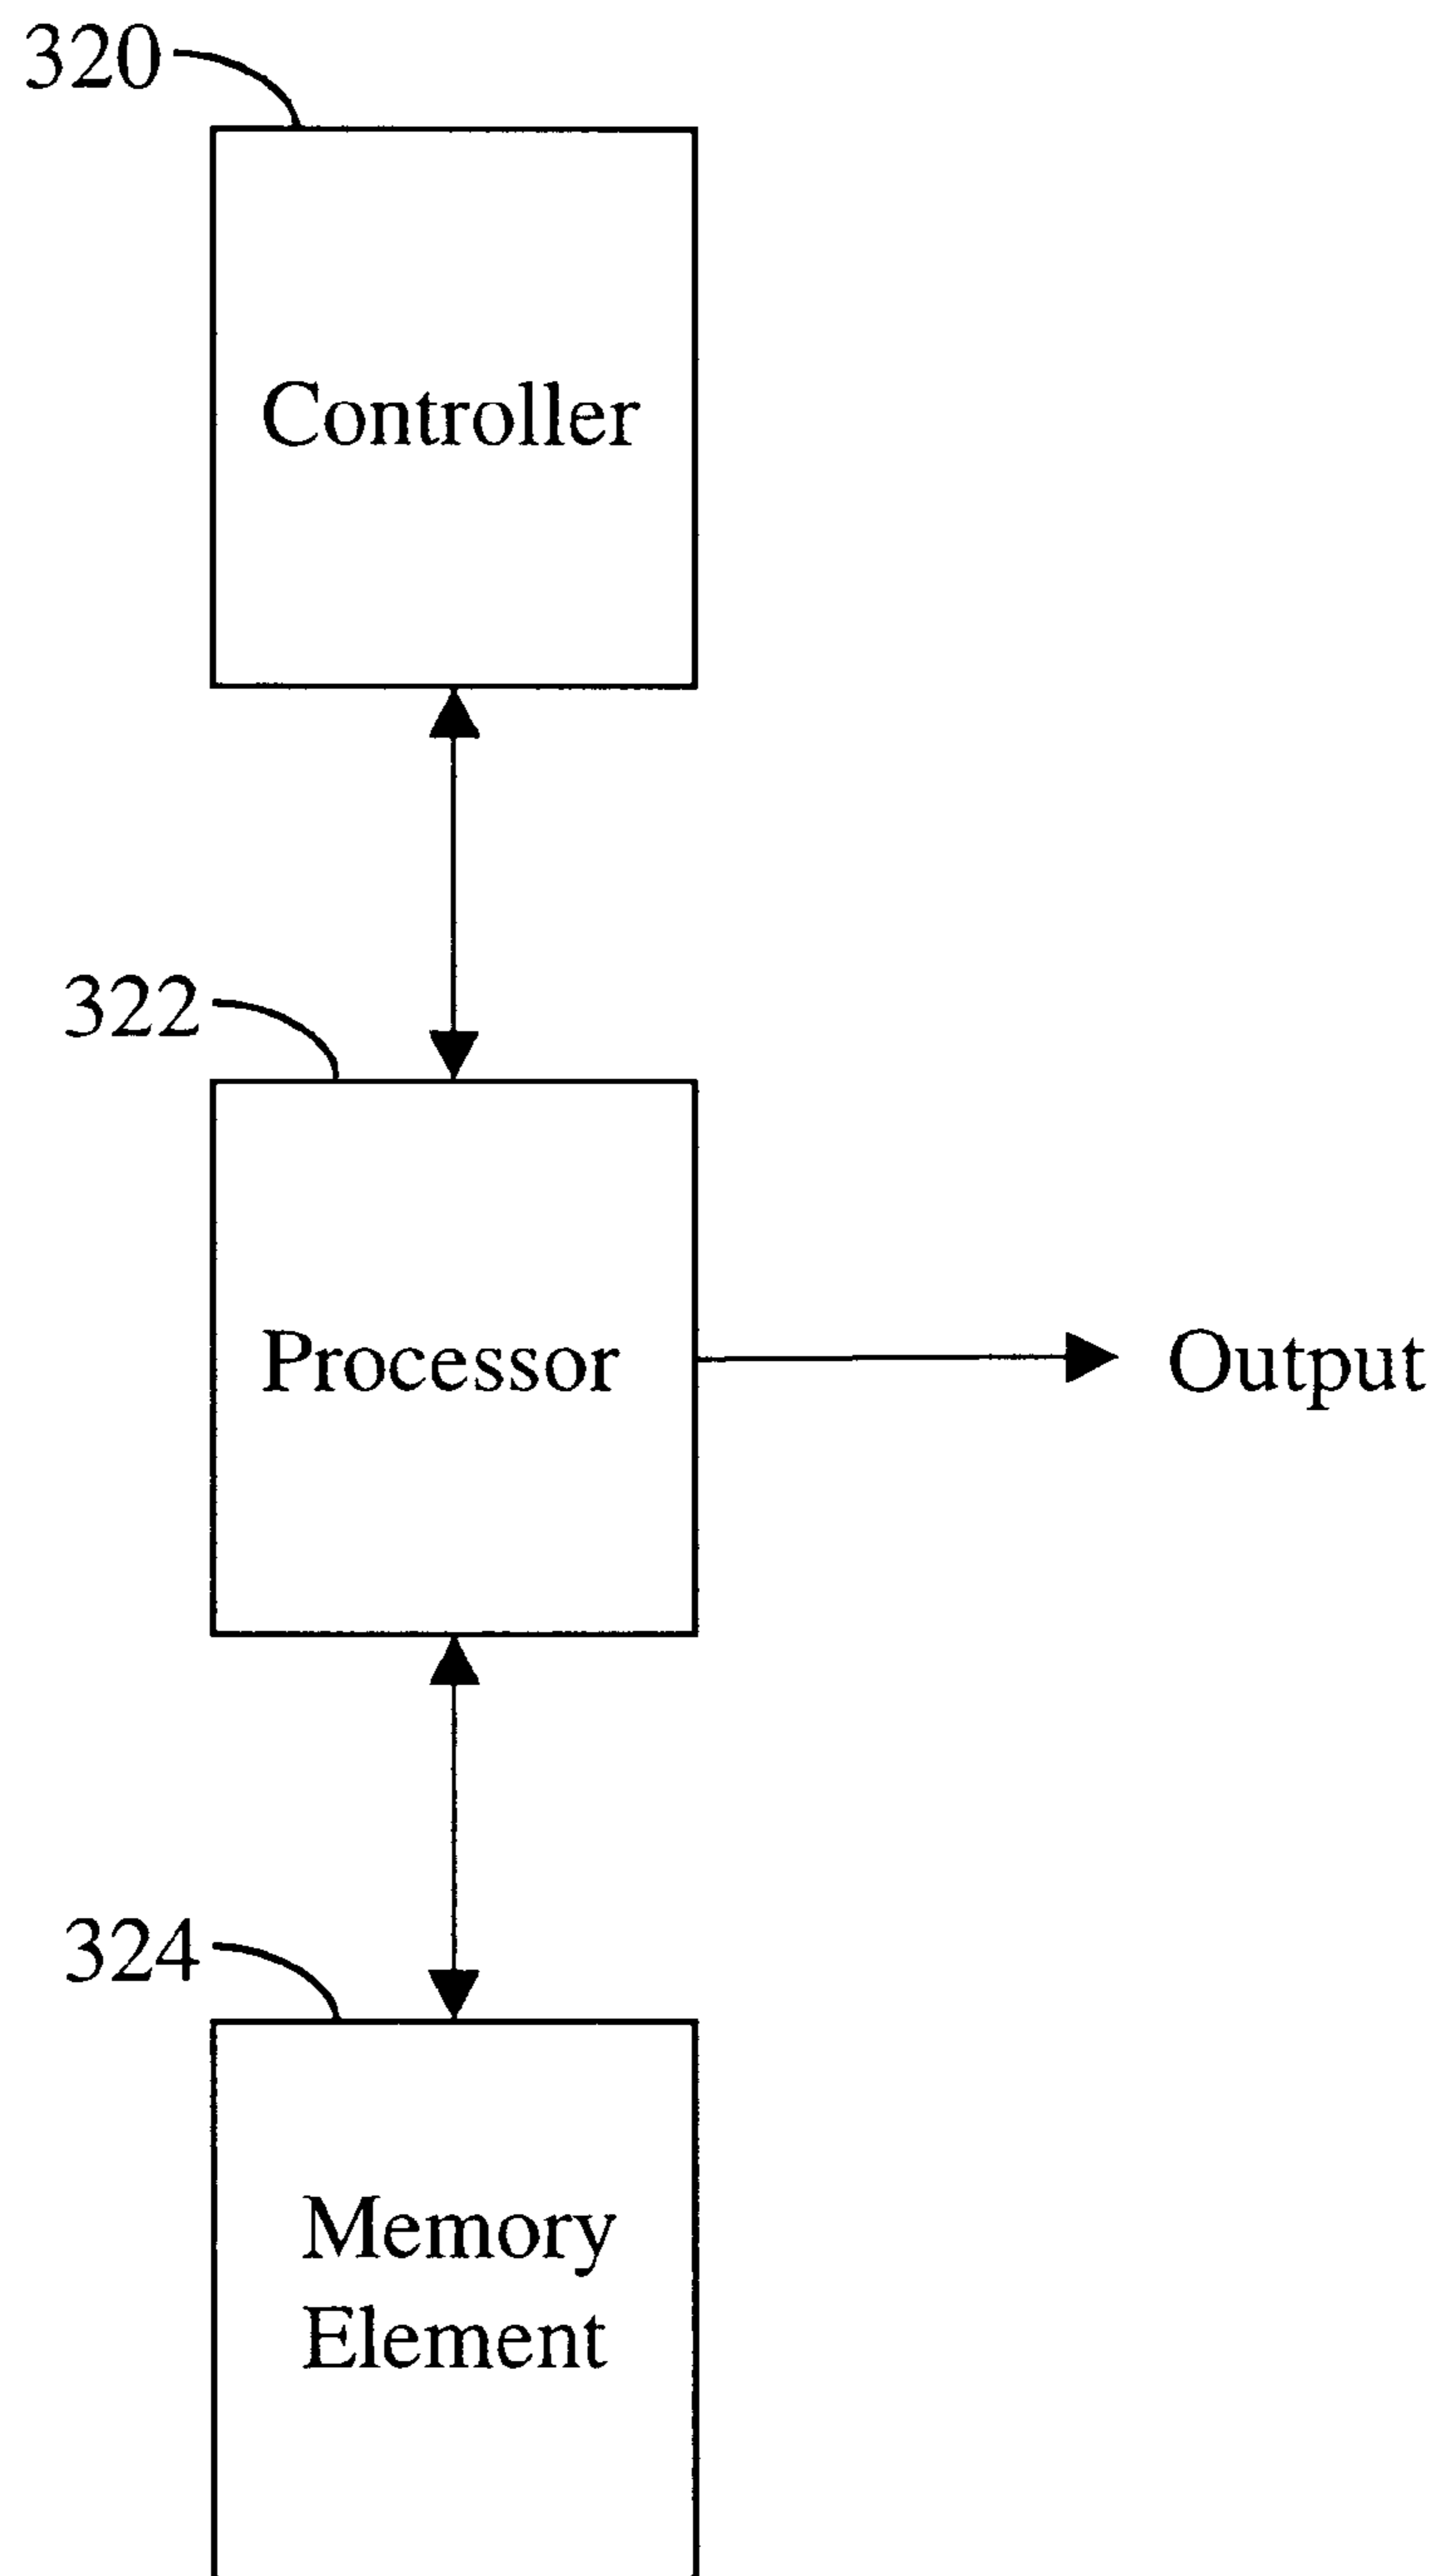 320
Controller
322
Processor
Output
324
Memory
Element